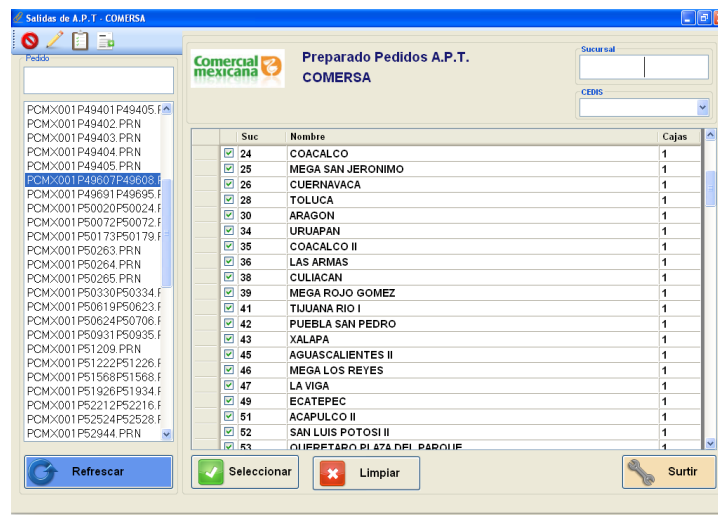 Salidas de A.P.T - COMERSA
Pedido
PCMX001P49401P49405.F
PCMX001P49402.PRN
PCMX001P49403.PRN
PCMX001P49404.PRN
PCMX001P49405.PRN
PCMX001P49607P49608.F
PCMX001P49691P49695.F
PCMX001P50020P50024.F
PCMX001P50072P50072.F
PCMX001P50173P50179.F
PCMX001P50263.PRN
PCMX001P50264.PRN
PCMX001P50265.PRN
PCMX001P50330P50334.F
PCMX001P50619P50623.F
PCMX001P50624P50706.F
PCMX001P50931P50935.F
PCMX001P51209.PRN
PCMX001P51222P51226.F
PCMX001P51568P51568.F
PCMX001P51926P51934.F
PCMX001P52212P52216.F
PCMX001P52524P52528.F
PCMX001P52944.PRN
Refrescar
Comercial
mexicana
Preparado Pedidos A.P.T.
COMERSA
Sucursal
CEDIS
Suc Nombre Cajas
24 COACALCO 1
25 MEGA SAN JERONIMO 1
26 CUERNAVACA 1
28 TOLUCA 1
30 ARAGON 1
34 URUAPAN 1
35 COACALCO II 1
36 LAS ARMAS 1
38 CULIACAN 1
39 MEGA ROJO GOMEZ 1
41 TIJUANA RIO I 1
42 PUEBLA SAN PEDRO 1
43 XALAPA 1
45 AGUASCALIENTES II 1
46 MEGA LOS REYES 1
47 LA VIGA 1
49 ECATEPEC 1
51 ACAPULCO II 1
52 SAN LUIS POTOSI II 1
53 QUERETARO PLAZA DEL PARQUE 1
Seleccionar
Limpiar
Surtir